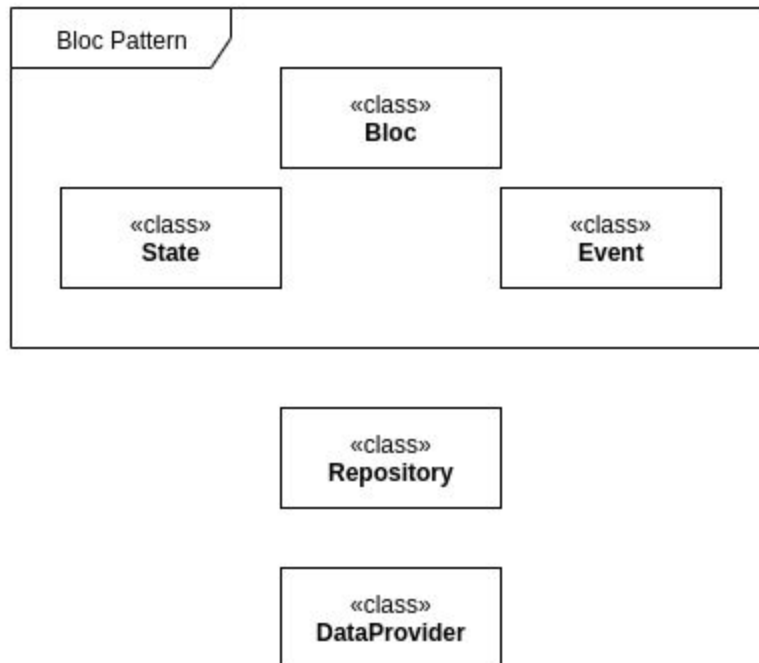 Bloc Pattern
«class»
Bloc
«class»
State
«class»
Event
«class»
Repository
«class»
DataProvider